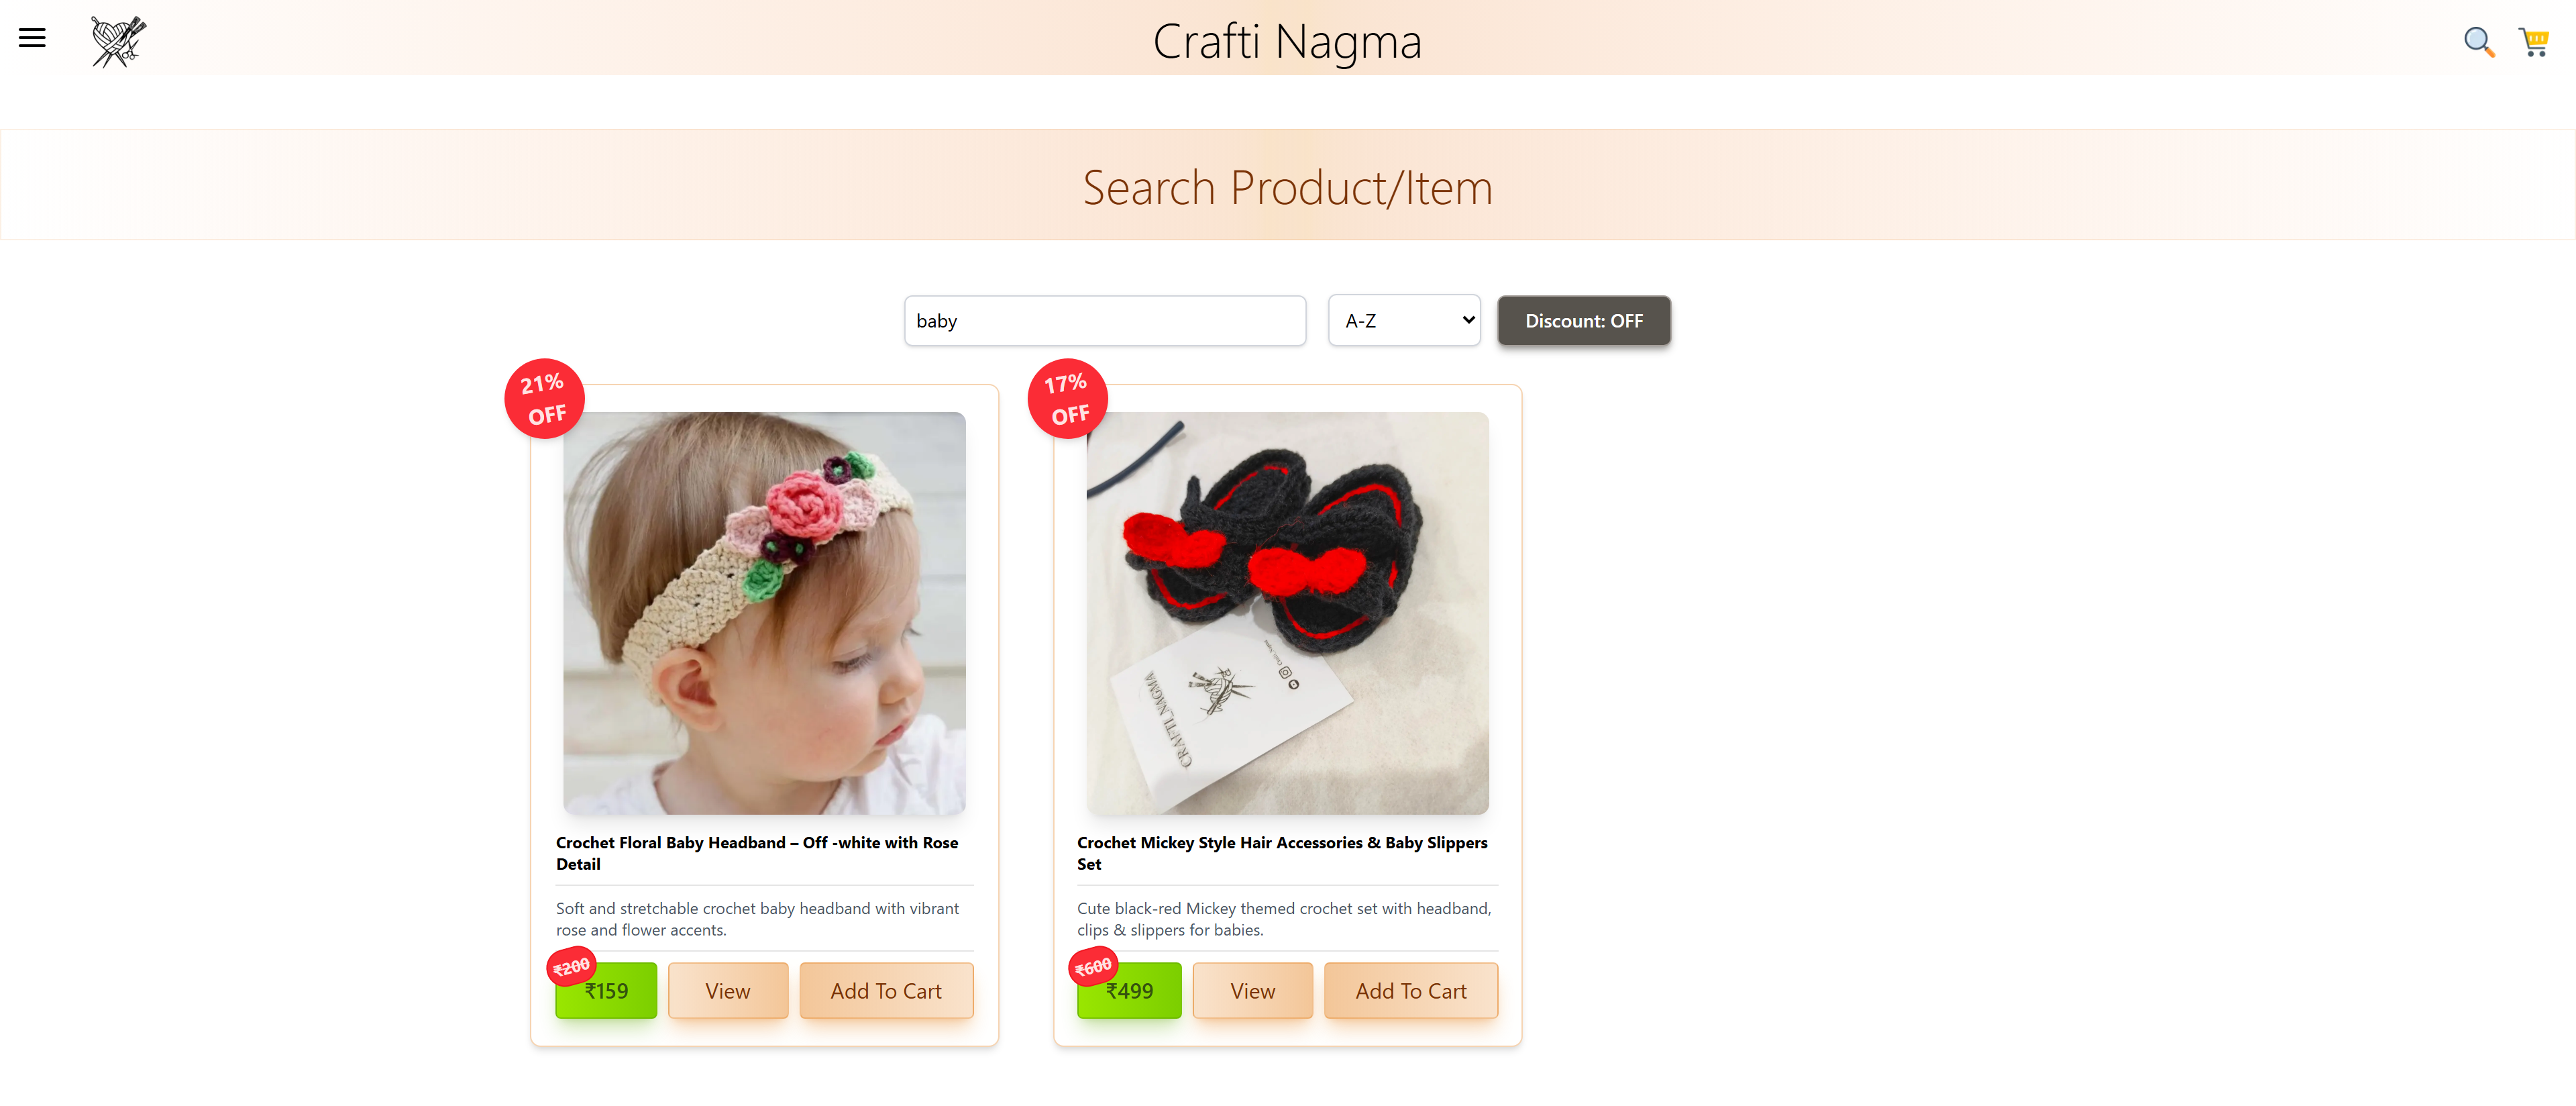 Crafti Nagma
Search Product/Item
baby
A-Z
Discount: OFF
21%
OFF
17%
OFF
CRAFTI_NAGMA
Crochet Floral Baby Headband – Off -white with Rose
Detail
Soft and stretchable crochet baby headband with vibrant
rose and flower accents.
₹200
₹159
View
Add To Cart
Crochet Mickey Style Hair Accessories & Baby Slippers
Set
Cute black-red Mickey themed crochet set with headband,
clips & slippers for babies.
₹600
₹499
View
Add To Cart